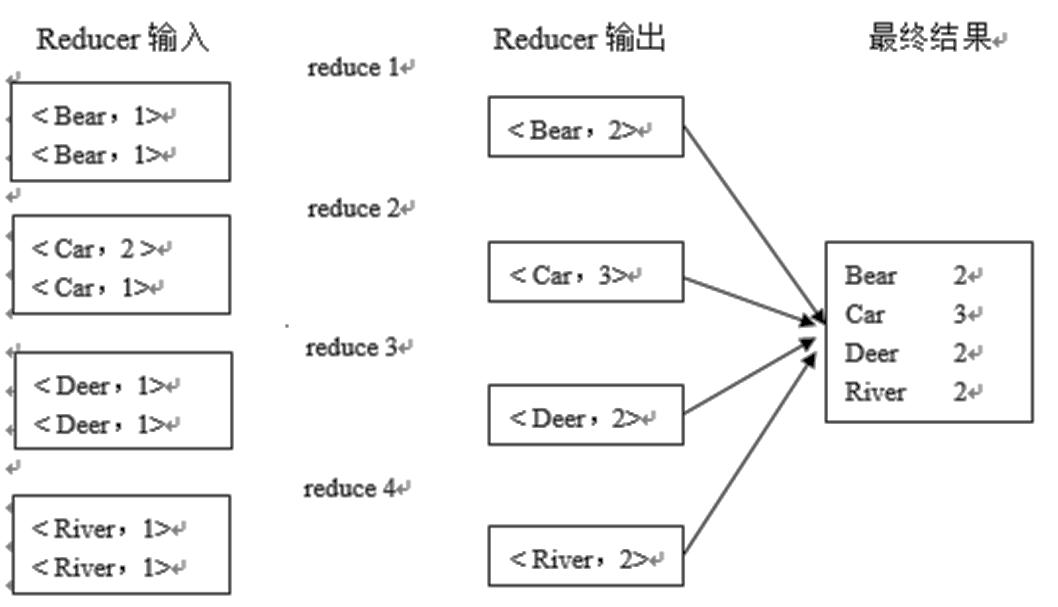 Reducer 输入
reduce 1
Reducer 输出
最终结果
<Bear，1>
<Bear，1>
<Bear，2>
reduce 2
<Car，2 >
<Car，1>
<Car，3>
Bear 2
Car 3
Deer 2
River 2
reduce 3
<Deer，1>
<Deer，1>
<Deer，2>
reduce 4
<River，1>
<River，1>
<River，2>